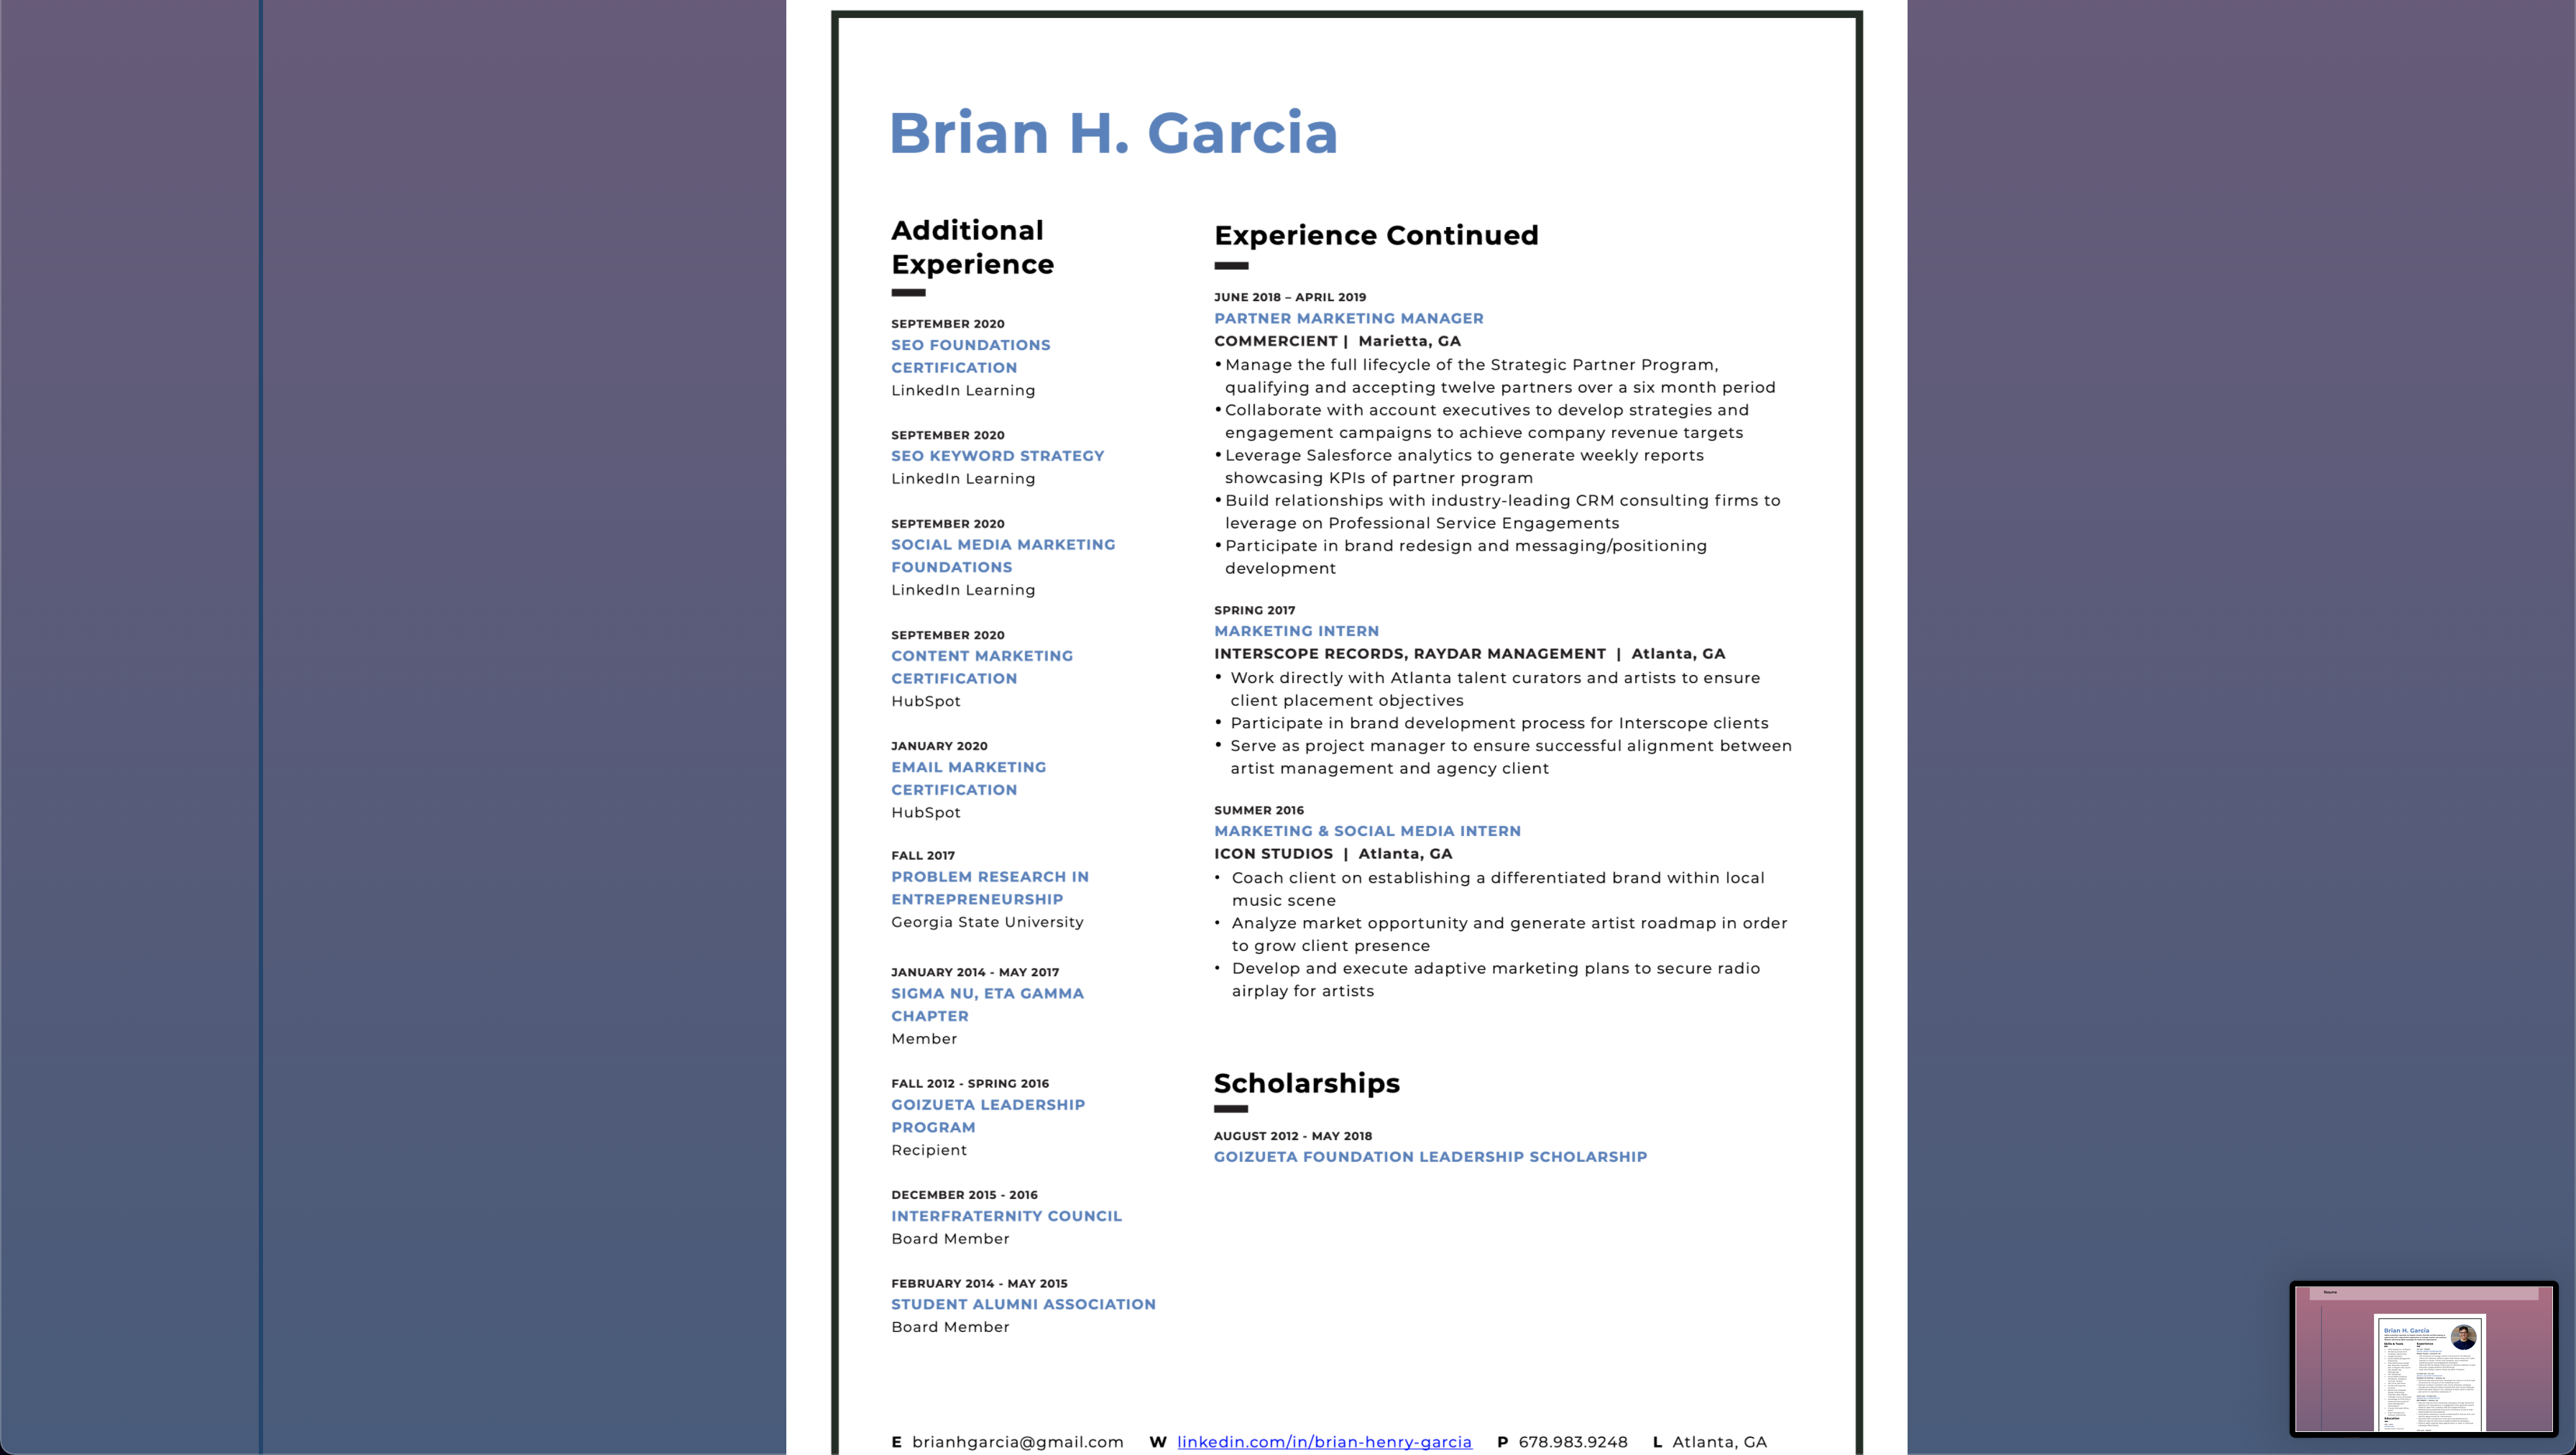 Brian H. Garcia
Additional
Experience
SEPTEMBER 2020
SEO FOUNDATIONS
CERTIFICATION
LinkedIn Learning
SEPTEMBER 2020
SEO KEYWORD STRATEGY
LinkedIn Learning
SEPTEMBER 2020
SOCIAL MEDIA MARKETING
FOUNDATIONS
LinkedIn Learning
SEPTEMBER 2020
CONTENT MARKETING
CERTIFICATION
HubSpot
JANUARY 2020
EMAIL MARKETING
CERTIFICATION
HubSpot
FALL 2017
PROBLEM RESEARCH IN
ENTREPRENEURSHIP
Georgia State University
JANUARY 2014 - MAY 2017
SIGMA NU, ETA GAMMA
CHAPTER
Member
FALL 2012 - SPRING 2016
GOIZUETA LEADERSHIP
PROGRAM
Recipient
DECEMBER 2015 - 2016
INTERFRATERNITY COUNCIL
Board Member
FEBRUARY 2014 - MAY 2015
STUDENT ALUMNI ASSOCIATION
Board Member
Experience Continued
JUNE 2018 – APRIL 2019
PARTNER MARKETING MANAGER
COMMERCIENT | Marietta, GA
• Manage the full lifecycle of the Strategic Partner Program,
qualifying and accepting twelve partners over a six month period
• Collaborate with account executives to develop strategies and
engagement campaigns to achieve company revenue targets
• Leverage Salesforce analytics to generate weekly reports
showcasing KPIs of partner program
• Build relationships with industry-leading CRM consulting firms to
leverage on Professional Service Engagements
• Participate in brand redesign and messaging/positioning
development
SPRING 2017
MARKETING INTERN
INTERSCOPE RECORDS, RAYDAR MANAGEMENT | Atlanta, GA
• Work directly with Atlanta talent curators and artists to ensure
client placement objectives
• Participate in brand development process for Interscope clients
• Serve as project manager to ensure successful alignment between
artist management and agency client
SUMMER 2016
MARKETING & SOCIAL MEDIA INTERN
ICON STUDIOS | Atlanta, GA
• Coach client on establishing a differentiated brand within local
music scene
• Analyze market opportunity and generate artist roadmap in order
to grow client presence
• Develop and execute adaptive marketing plans to secure radio
airplay for artists
Scholarships
AUGUST 2012 - MAY 2018
GOIZUETA FOUNDATION LEADERSHIP SCHOLARSHIP
E brianhgarcia@gmail.com W linkedin.com/in/brian-henry-garcia P 678.983.9248 L Atlanta, GA
Brian H. Garcia